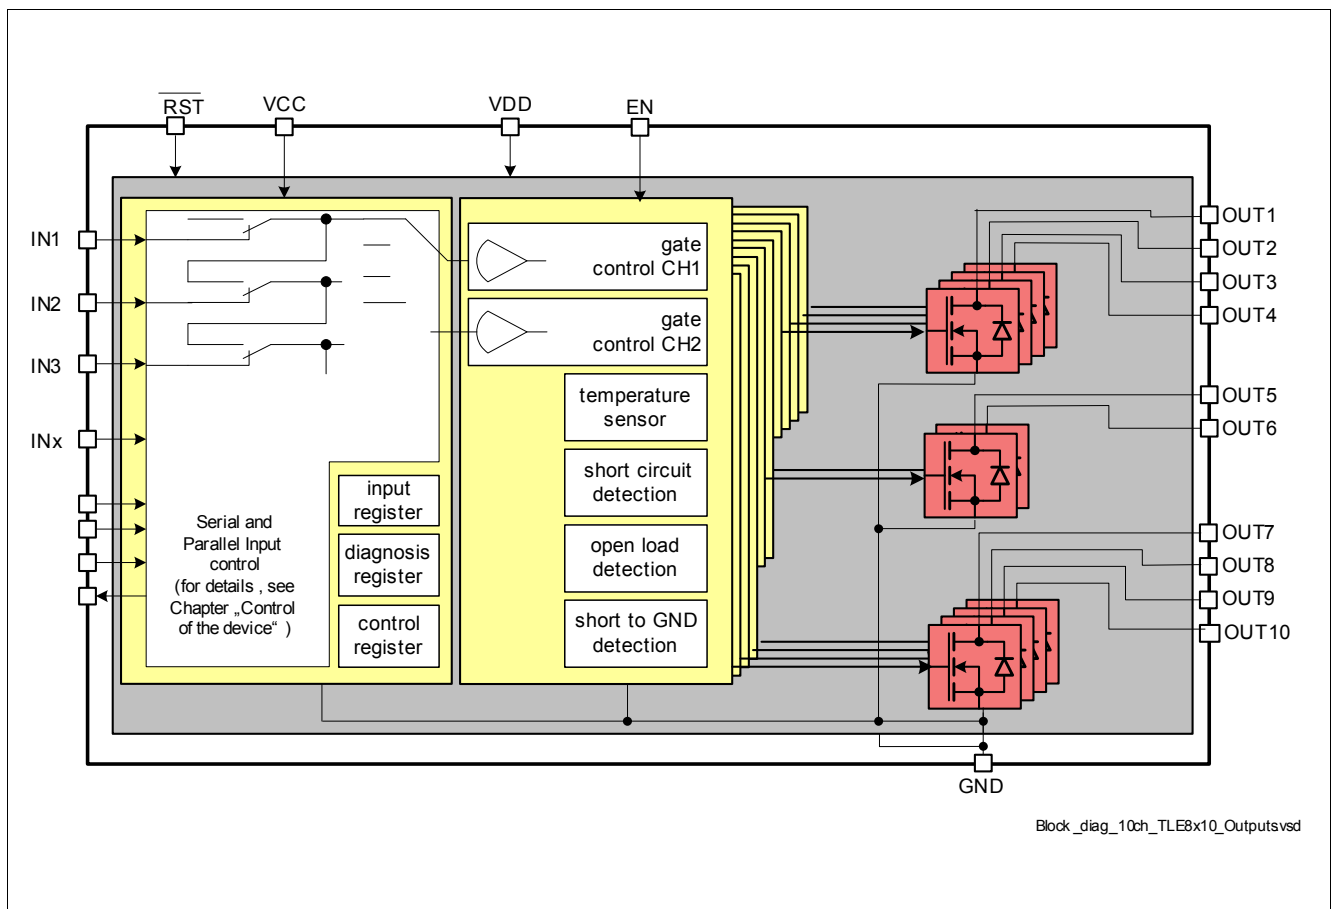 RST VCC VDD EN
IN1
IN2
IN3
INx
gate
control CH1
gate
control CH2
temperature
sensor
short circuit
detection
open load
detection
short to GND
detection
input
register
diagnosis
register
control
register
Serial and
Parallel Input
control
(for details , see
Chapter „Control
of the device“ )
OUT1
OUT2
OUT3
OUT4
OUT5
OUT6
OUT7
OUT8
OUT9
OUT10
GND
Block_diag_10ch_TLE8x10_Outputs.vsd